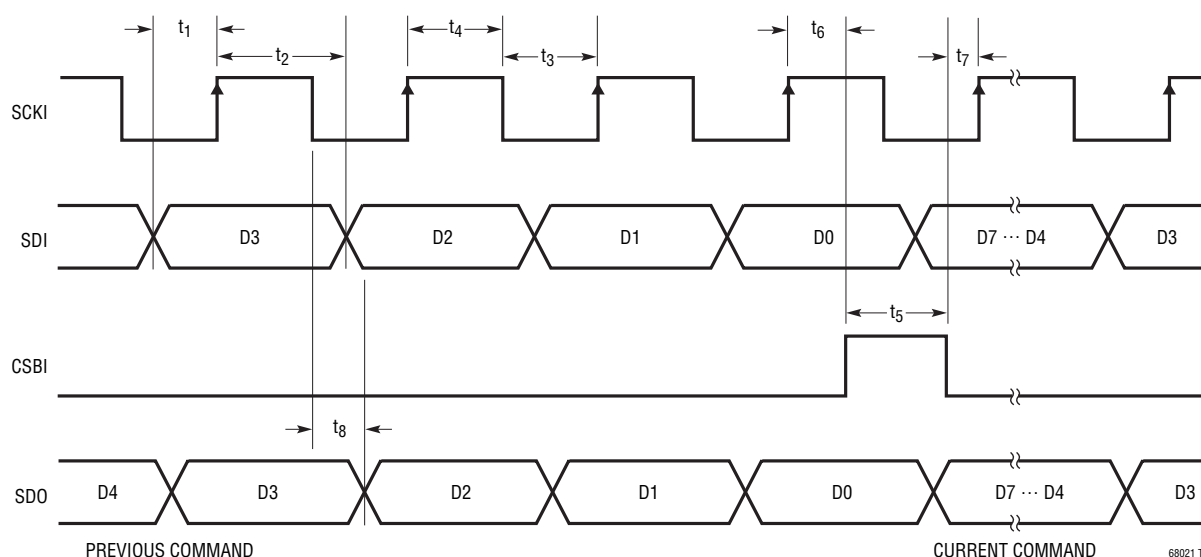 t1
t4
t6
t2
t3
t7
SCKI
SDI
D3
D2
D1
D0
D7 ··· D4
D3
t5
CSBI
t8
SDO
D4
D3
D2
D1
D0
D7 ··· D4
D3
PREVIOUS COMMAND
CURRENT COMMAND